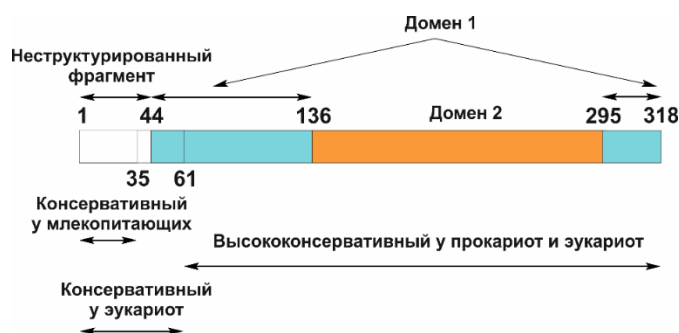 Домен 1
Неструктурированный
фрагмент
1 44 136 Домен 2 295 318
35 61
Консервативный
у млекопитающих
Высококонсервативный у прокариот и эукариот
Консервативный
у эукариот